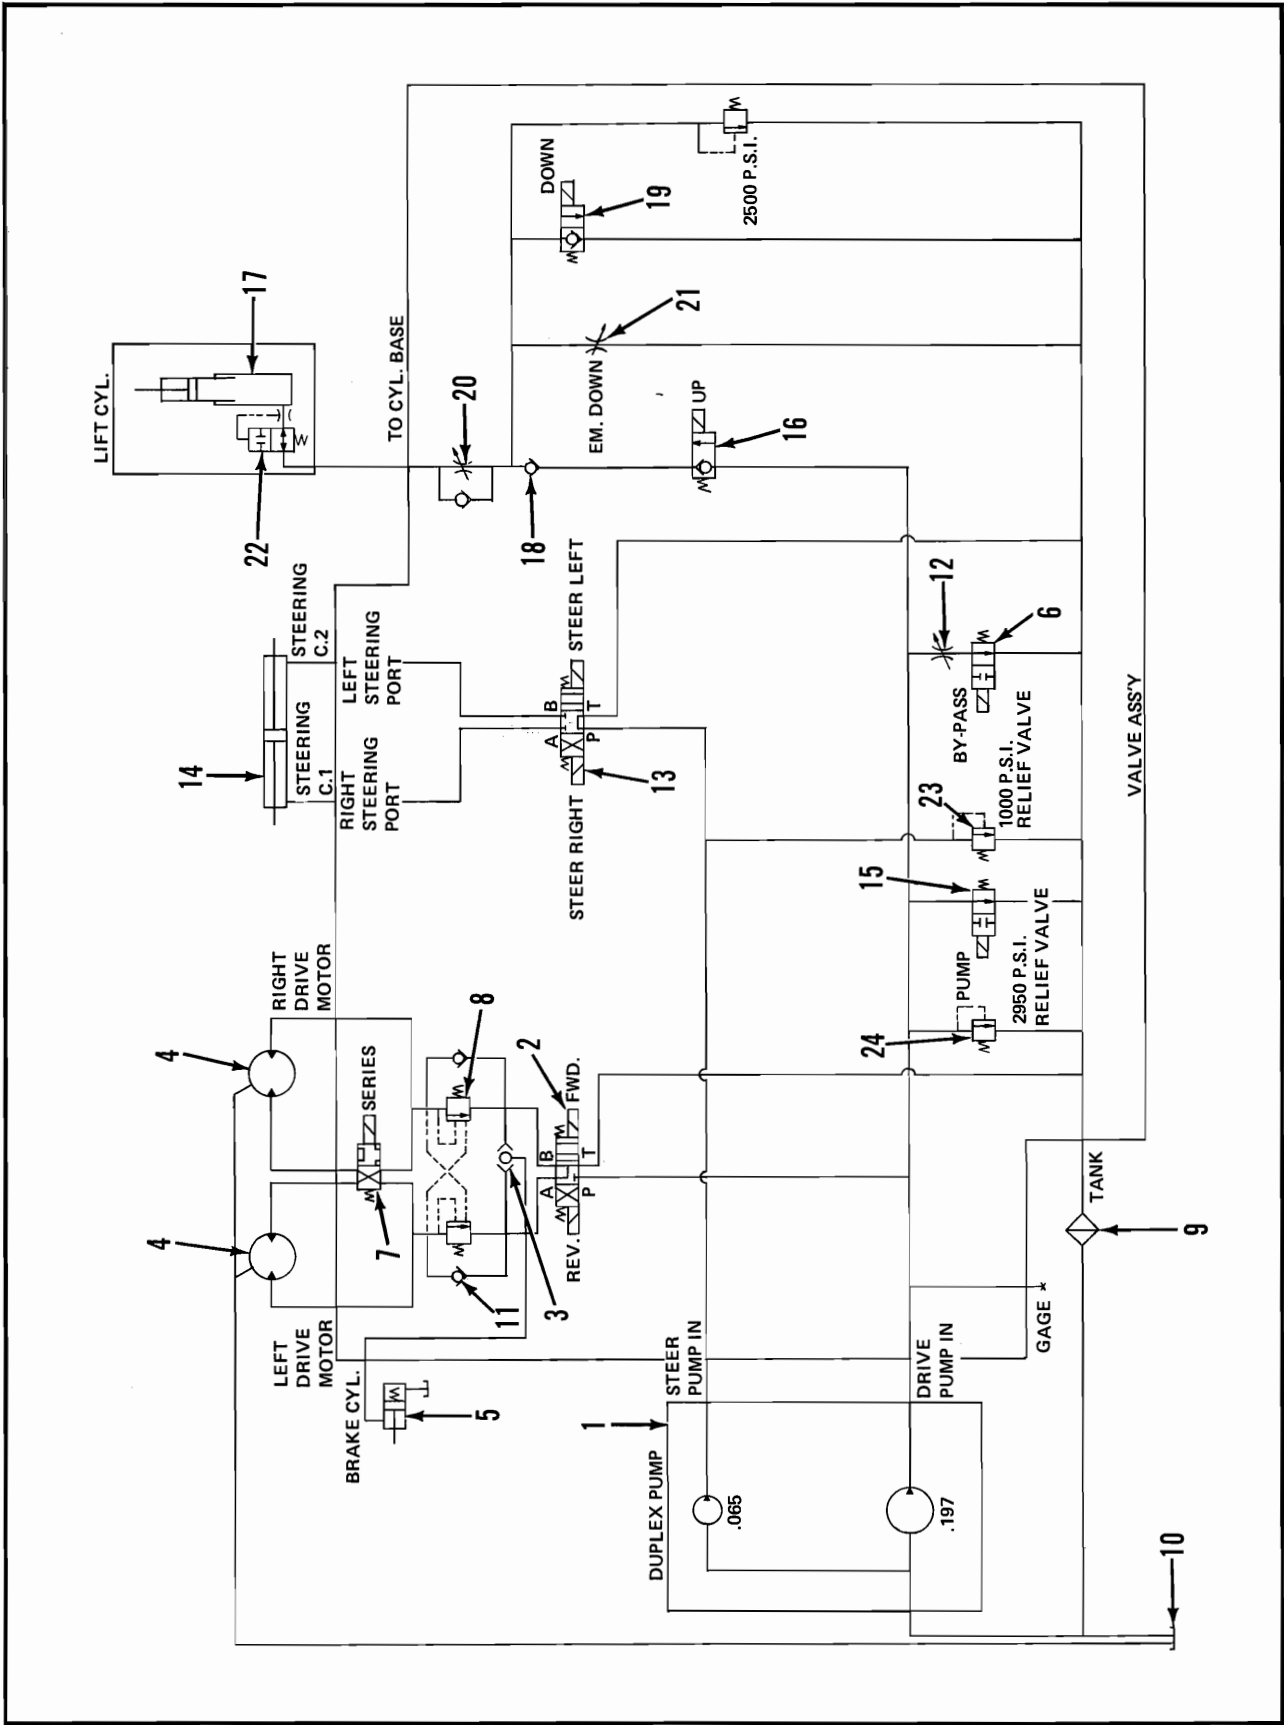 LIFT CYL.
17
22
TO CYL. BASE
20
18
DOWN
19
2500 P.S.I.
21
EM. DOWN
UP
16
14
STEERING
C.2
LEFT
STEERING
PORT
STEERING
C.1
RIGHT
STEERING
PORT
STEER LEFT
B
T
A
P
13
STEER RIGHT
12
6
BY-PASS
1000 P.S.I.
RELIEF VALVE
23
15
PUMP
2950 P.S.I.
RELIEF VALVE
24
VALVE ASS'Y
RIGHT
DRIVE
MOTOR
4
SERIES
7
8
2
FWD.
B
T
A
P
REV.
3
11
4
LEFT
DRIVE
MOTOR
BRAKE CYL.
5
STEER
PUMP IN
DRIVE
PUMP IN
GAGE
TANK
9
1
DUPLEX PUMP
.065
.197
10